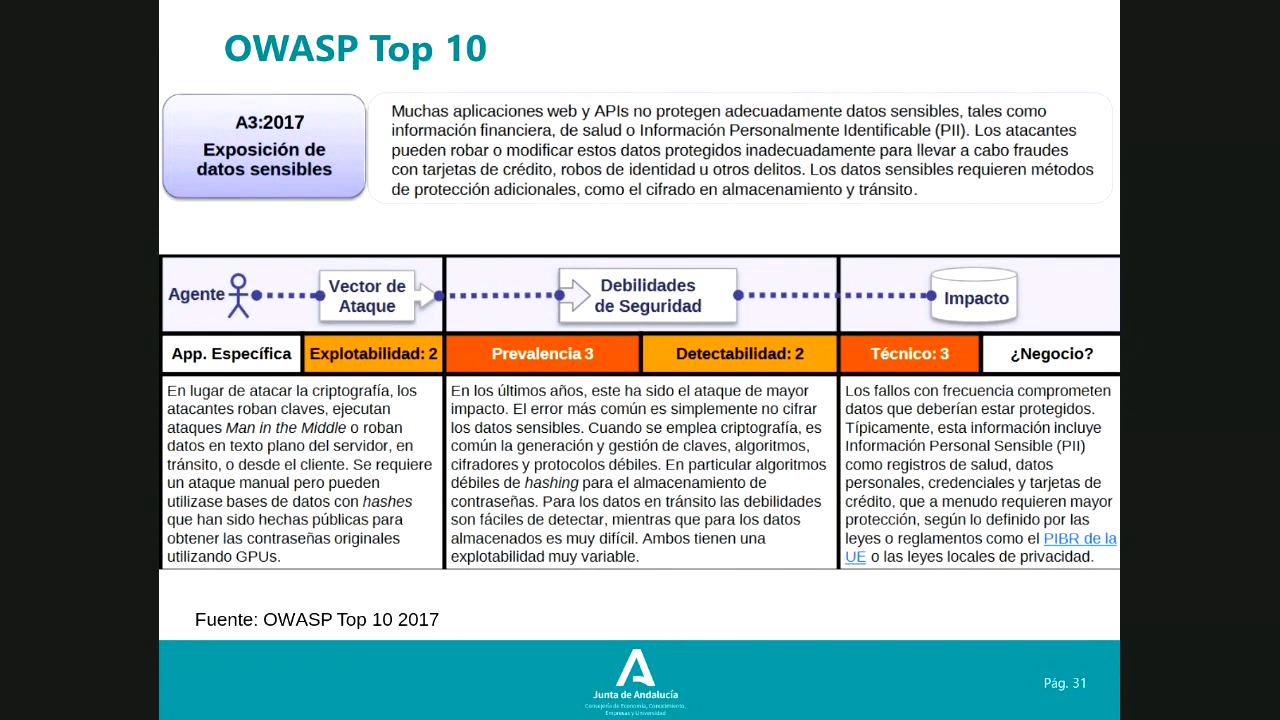 OWASP Top 10
A3:2017
Exposición de
datos sensibles
Muchas aplicaciones web y APIs no protegen adecuadamente datos sensibles, tales como
información financiera, de salud o Información Personalmente Identificable (PII). Los atacantes
pueden robar o modificar estos datos protegidos inadecuadamente para llevar a cabo fraudes
con tarjetas de crédito, robos de identidad u otros delitos. Los datos sensibles requieren métodos
de protección adicionales, como el cifrado en almacenamiento y tránsito.
Agente
Vector de
Ataque
Debilidades
de Seguridad
Impacto
App. Específica
Explotabilidad: 2
Prevalencia 3
Detectabilidad: 2
Técnico: 3
¿Negocio?
En lugar de atacar la criptografía, los
atacantes roban claves, ejecutan
ataques Man in the Middle o roban
datos en texto plano del servidor, en
tránsito, o desde el cliente. Se requiere
un ataque manual pero pueden
utilizase bases de datos con hashes
que han sido hechas públicas para
obtener las contraseñas originales
utilizando GPUs.
En los últimos años, este ha sido el ataque de mayor
impacto. El error más común es simplemente no cifrar
los datos sensibles. Cuando se emplea criptografía, es
común la generación y gestión de claves, algoritmos,
cifradores y protocolos débiles. En particular algoritmos
débiles de hashing para el almacenamiento de
contraseñas. Para los datos en tránsito las debilidades
son fáciles de detectar, mientras que para los datos
almacenados es muy difícil. Ambos tienen una
explotabilidad muy variable.
Los fallos con frecuencia comprometen
datos que deberían estar protegidos.
Típicamente, esta información incluye
Información Personal Sensible (PII)
como registros de salud, datos
personales, credenciales y tarjetas de
crédito, que a menudo requieren mayor
protección, según lo definido por las
leyes o reglamentos como el PIBR de la
UE o las leyes locales de privacidad.
Fuente: OWASP Top 10 2017
Junta de Andalucía
Consejería de Economía, Conocimiento,
Empresas y Universidad
Pág. 31